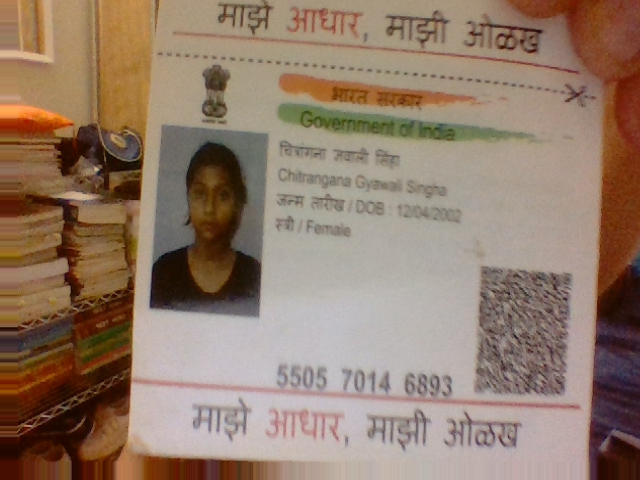 माझे आधार, माझी ओळख
भारत सरकार
Government of India
चित्रांगना ज्ञवाली सिंहा
Chitrangana Gyawali Singha
जन्म तारीख / DOB : 12/04/2002
स्त्री / Female
5505 7014 6893
माझे आधार, माझी ओळख